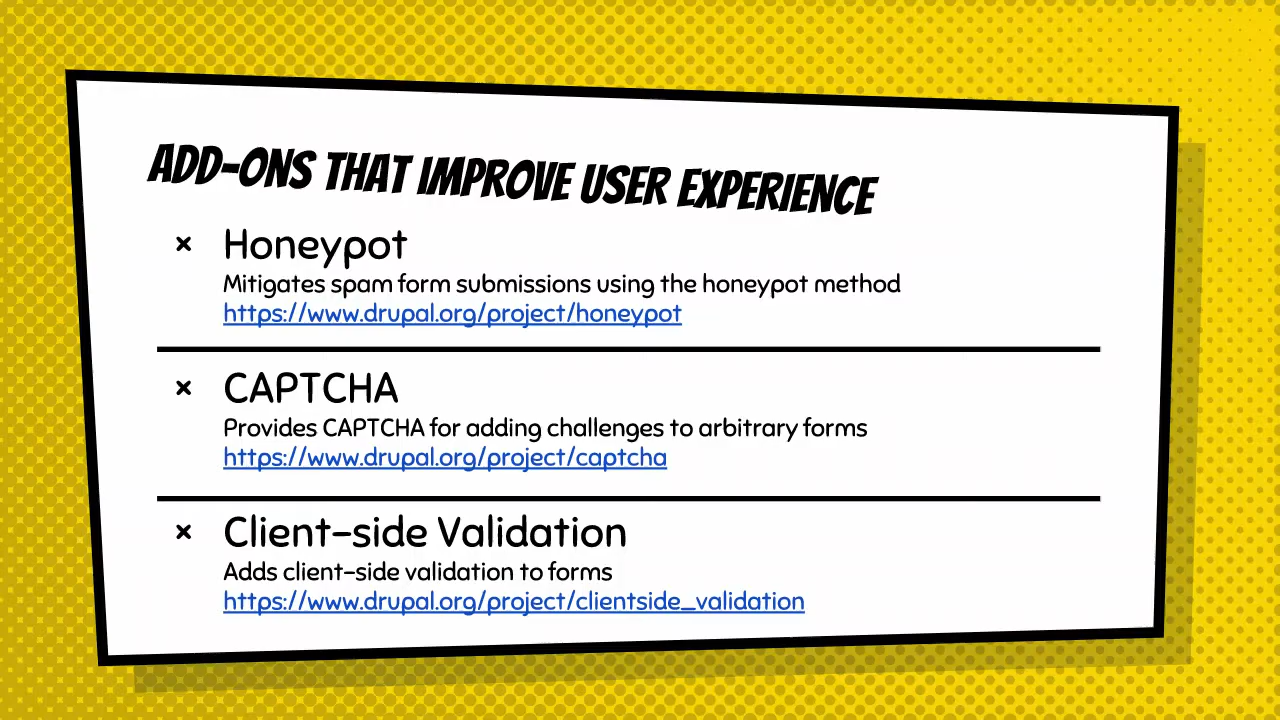 ADD-ONS THAT IMPROVE USER EXPERIENCE
× Honeypot
Mitigates spam form submissions using the honeypot method
https://www.drupal.org/project/honeypot
× CAPTCHA
Provides CAPTCHA for adding challenges to arbitrary forms
https://www.drupal.org/project/captcha
× Client-side Validation
Adds client-side validation to forms
https://www.drupal.org/project/clientside_validation